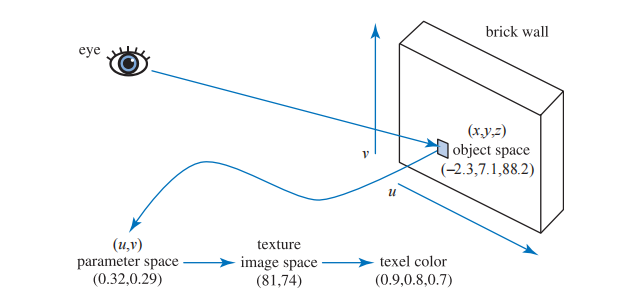 brick wall
eye
(x,y,z)
object space
(–2.3,7.1,88.2)
v
u
(u,v)
parameter space
(0.32,0.29)
texture
image space
(81,74)
texel color
(0.9,0.8,0.7)